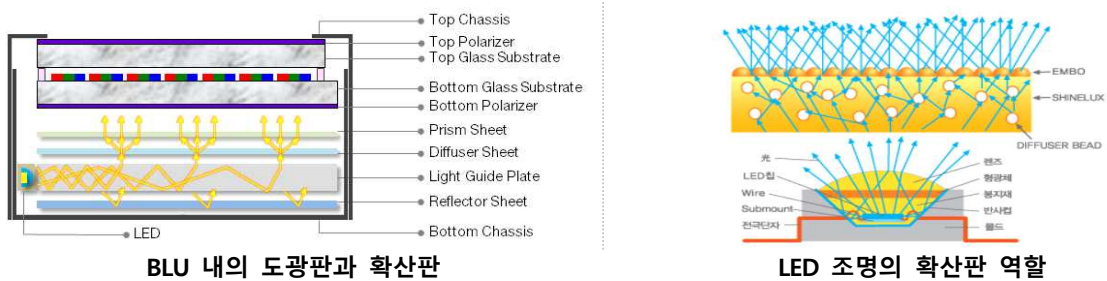 Top Chassis
Top Polarizer
Top Glass Substrate
Bottom Glass Substrate
Bottom Polarizer
Prism Sheet
Diffuser Sheet
Light Guide Plate
Reflector Sheet
LED
Bottom Chassis
BLU 내의 도광판과 확산판
EMBO
SHINELUX
DIFFUSER BEAD
光
LED칩
Wire
Submount
전극단자
렌즈
형광체
봉지재
반사컵
몰드
LED 조명의 확산판 역할